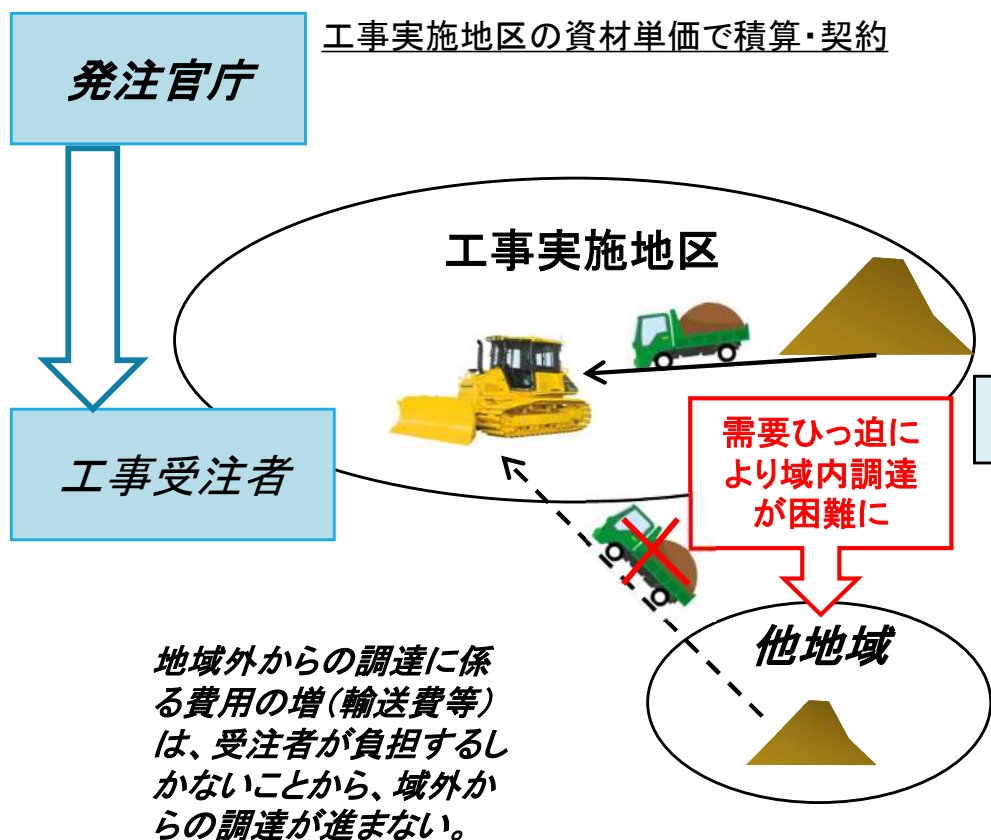 工事実施地区の資材単価で積算・契約
発注官庁
工事実施地区
工事受注者
需要ひっ迫に
より域内調達
が困難に
他地域
地域外からの調達に係
る費用の増(輸送費等)
は、受注者が負担するし
かないことから、域外か
らの調達が進まない。